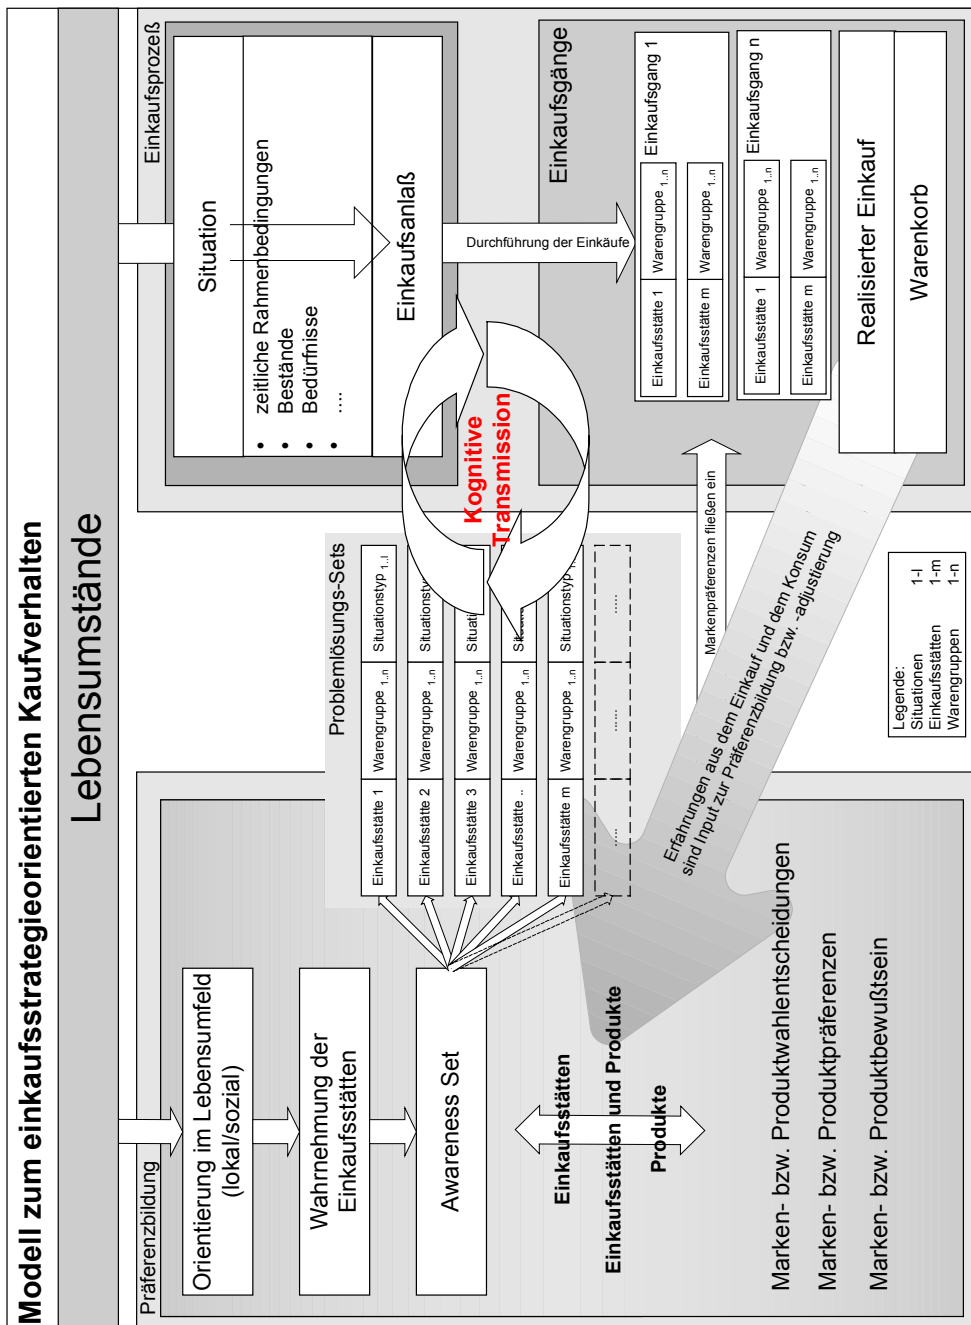 Modell zum einkaufsstrategieorientierten Kaufverhalten
Lebensumstände
Präferenzbildung
Orientierung im Lebensumfeld
(lokal/sozial)
Wahrnehmung der
Einkaufsstätten
Awareness Set
Einkaufsstätten
Einkaufsstätten und Produkte
Produkte
Marken- bzw. Produktwahlentscheidungen
Marken- bzw. Produktpräferenzen
Marken- bzw. Produktbewußtsein
Problemlösungs-Sets
Einkaufsstätte 1 Warengruppe 1..n Situationstyp 1..l
Einkaufsstätte 2 Warengruppe 1..n Situationstyp
Einkaufsstätte 3 Warengruppe 1..n
Einkaufsstätte .. Warengruppe 1..n
Einkaufsstätte m Warengruppe 1..n Situationstyp 1..
..... ...... .....
Kognitive
Transmission
Einkaufsprozeß
Situation
• zeitliche Rahmenbedingungen
• Bestände
• Bedürfnisse
• ....
Einkaufsanlaß
Durchführung der Einkäufe
Einkaufsgänge
Einkaufsgang 1
Einkaufsstätte 1 Warengruppe 1..n
Einkaufsstätte m Warengruppe 1..n
Einkaufsgang n
Einkaufsstätte 1 Warengruppe 1..n
Einkaufsstätte m Warengruppe 1..n
Realisierter Einkauf
Warenkorb
Markenpräferenzen fließen ein
Erfahrungen aus dem Einkauf und dem Konsum
sind Input zur Präferenzbildung bzw. -adjustierung
Legende:
Situationen 1-l
Einkaufsstätten 1-m
Warengruppen 1-n